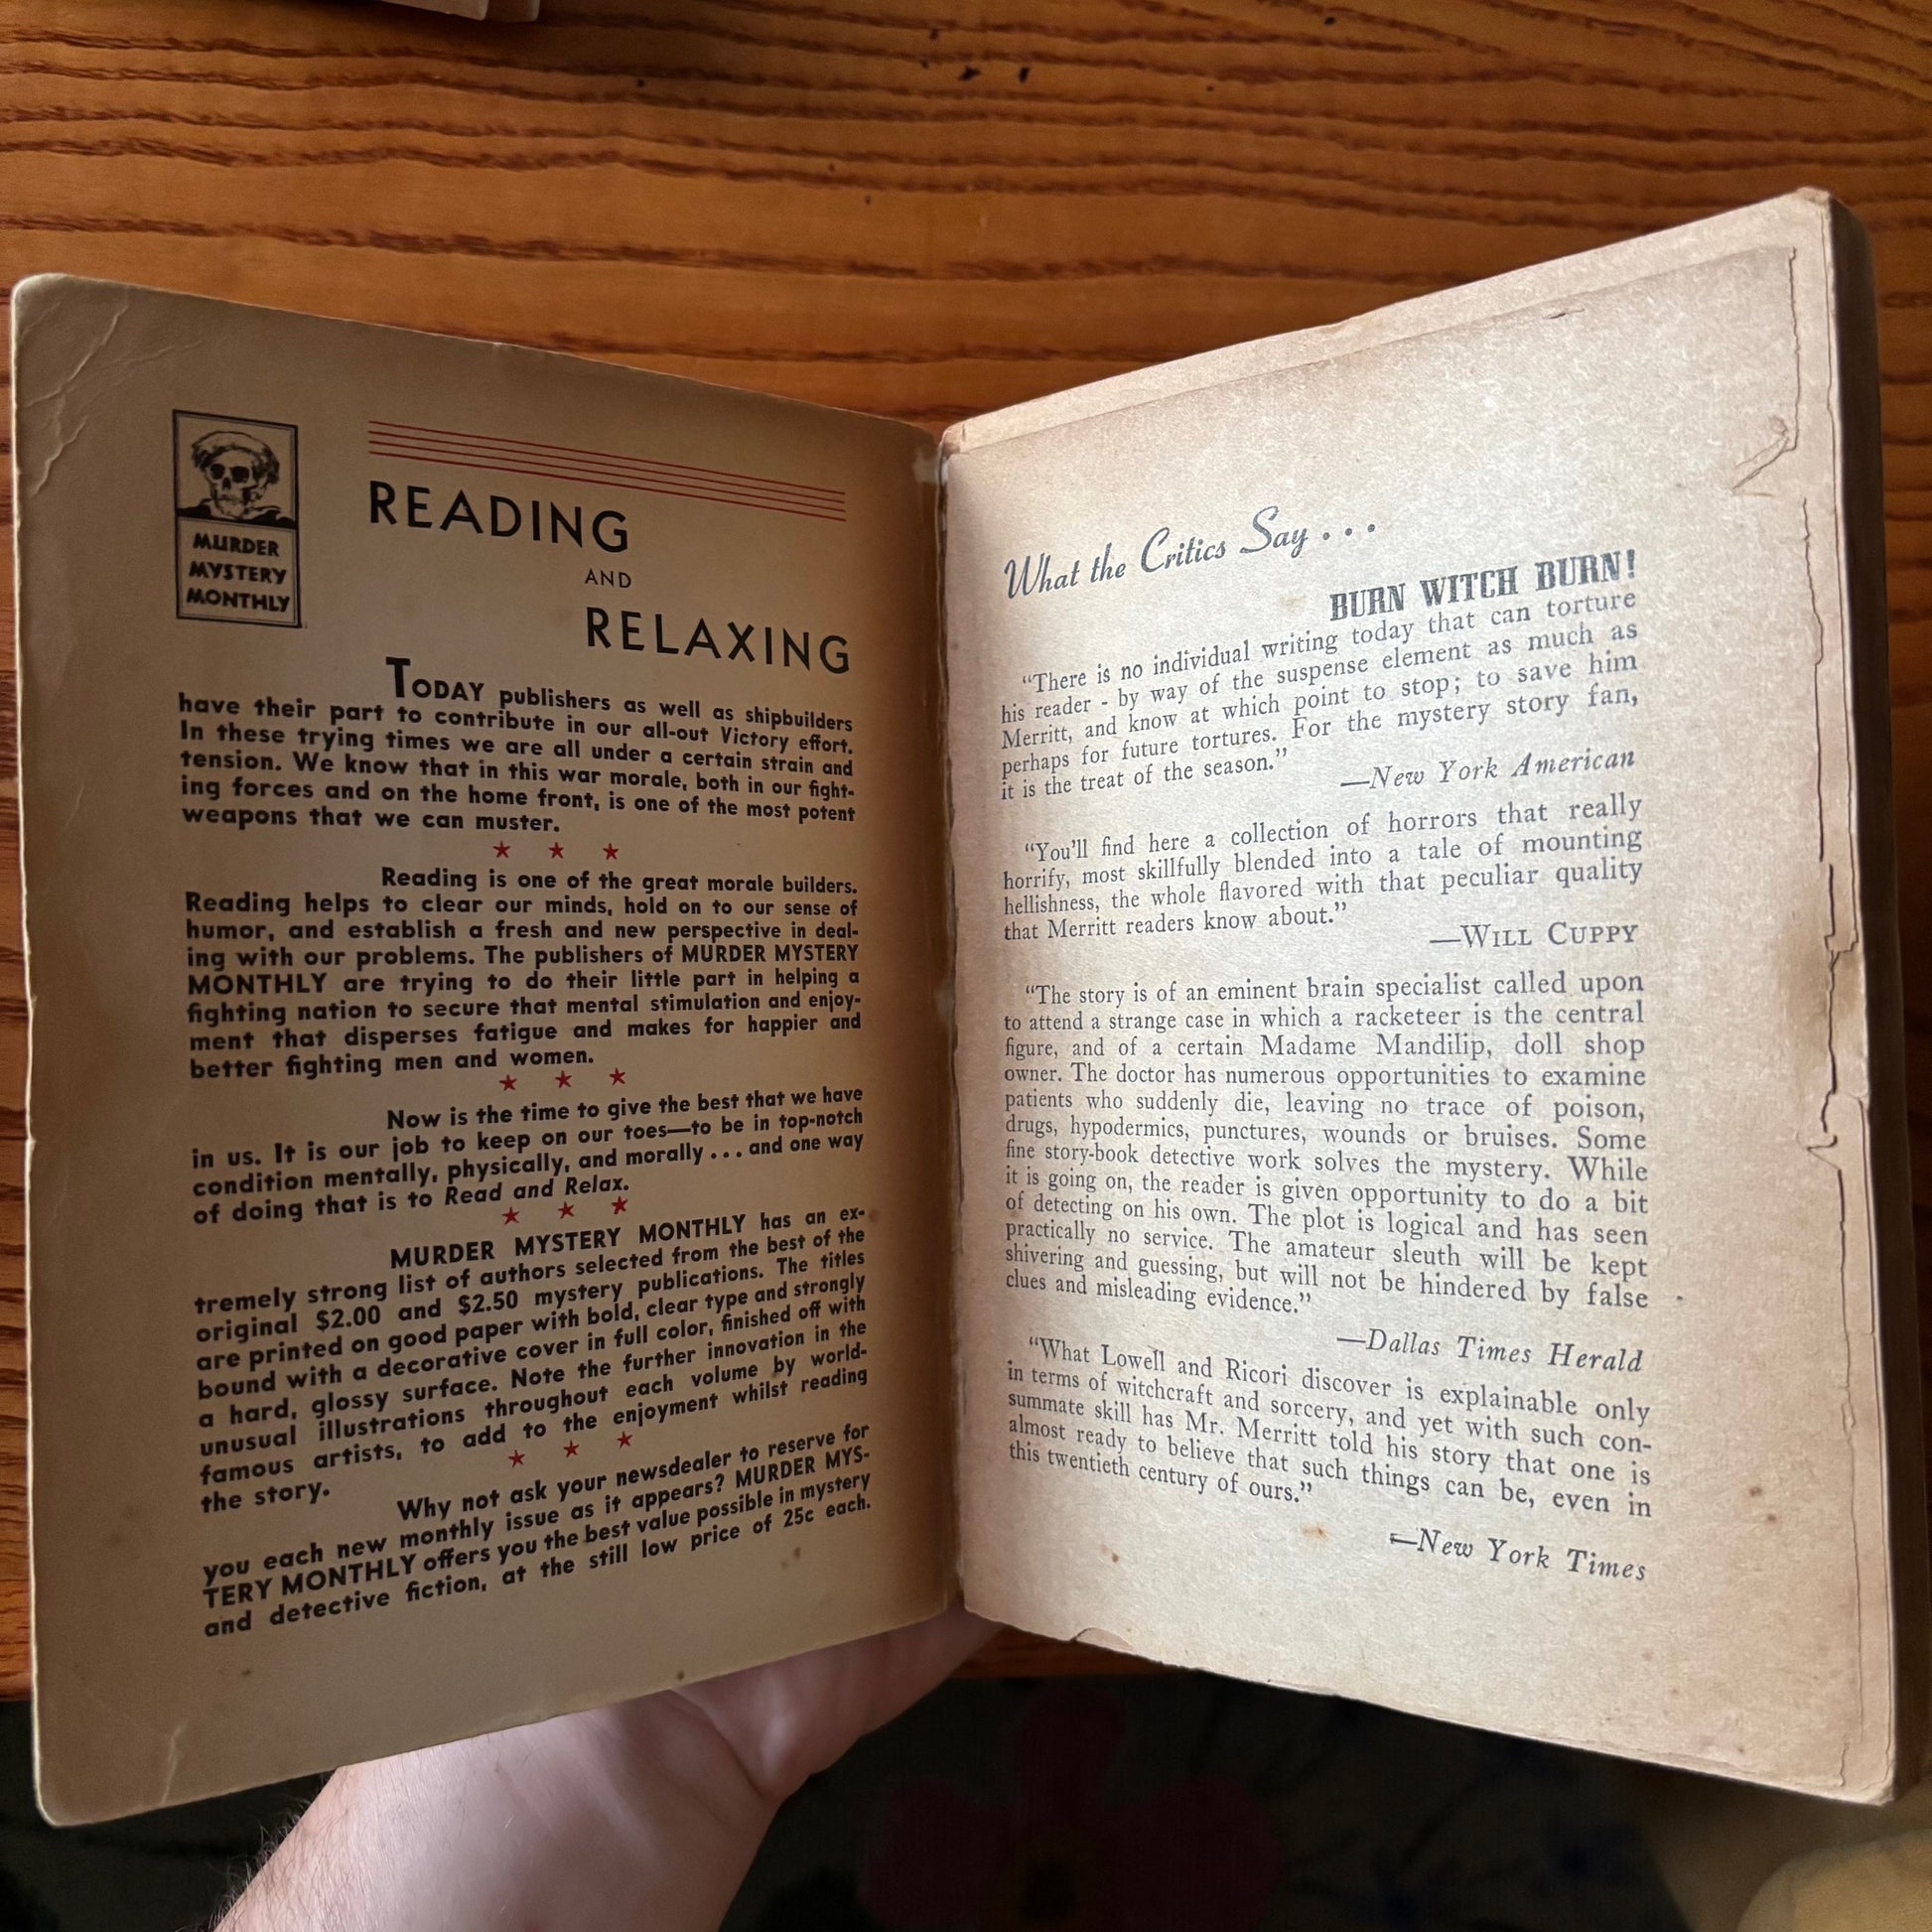 MURDER
MYSTERY
MONTHLY
READING
AND
RELAXING
TODAY publishers as well as shipbuilders
have their part to contribute in our all-out Victory effort.
In these trying times we are all under a certain strain and
tension. We know that in this war morale, both in our fight-
ing forces and on the home front, is one of the most potent
weapons that we can muster.
★ ★ ★
Reading is one of the great morale builders.
Reading helps to clear our minds, hold on to our sense of
humor, and establish a fresh and new perspective in deal-
ing with our problems. The publishers of MURDER MYSTERY
MONTHLY are trying to do their little part in helping a
fighting nation to secure that mental stimulation and enjoy-
ment that disperses fatigue and makes for happier and
better fighting men and women.
★ ★ ★
Now is the time to give the best that we have
in us. It is our job to keep on our toes—to be in top-notch
condition mentally, physically, and morally . . . and one way
of doing that is to Read and Relax.
★ ★ ★
MURDER MYSTERY MONTHLY has an ex-
tremely strong list of authors selected from the best of the
original $2.00 and $2.50 mystery publications. The titles
are printed on good paper with bold, clear type and strongly
bound with a decorative cover in full color, finished off with
a hard, glossy surface. Note the further innovation in the
unusual illustrations throughout each volume by world-
famous artists, to add to the enjoyment whilst reading
the story.
★ ★ ★
Why not ask your newsdealer to reserve for
you each new monthly issue as it appears? MURDER MYS-
TERY MONTHLY offers you the best value possible in mystery
and detective fiction, at the still low price of 25c each.
What the Critics Say . . .
BURN WITCH BURN!
“There is no individual writing today that can torture
his reader - by way of the suspense element as much as
Merritt, and know at which point to stop; to save him
perhaps for future tortures. For the mystery story fan,
it is the treat of the season.”
—New York American
“You’ll find here a collection of horrors that really
horrify, most skillfully blended into a tale of mounting
hellishness, the whole flavored with that peculiar quality
that Merritt readers know about.”
—WILL CUPPY
“The story is of an eminent brain specialist called upon
to attend a strange case in which a racketeer is the central
figure, and of a certain Madame Mandilip, doll shop
owner. The doctor has numerous opportunities to examine
patients who suddenly die, leaving no trace of poison,
drugs, hypodermics, punctures, wounds or bruises. Some
fine story-book detective work solves the mystery. While
it is going on, the reader is given opportunity to do a bit
of detecting on his own. The plot is logical and has seen
practically no service. The amateur sleuth will be kept
shivering and guessing, but will not be hindered by false
clues and misleading evidence.”
—Dallas Times Herald
“What Lowell and Ricori discover is explainable only
in terms of witchcraft and sorcery, and yet with such con-
summate skill has Mr. Merritt told his story that one is
almost ready to believe that such things can be, even in
this twentieth century of ours.”
—New York Times